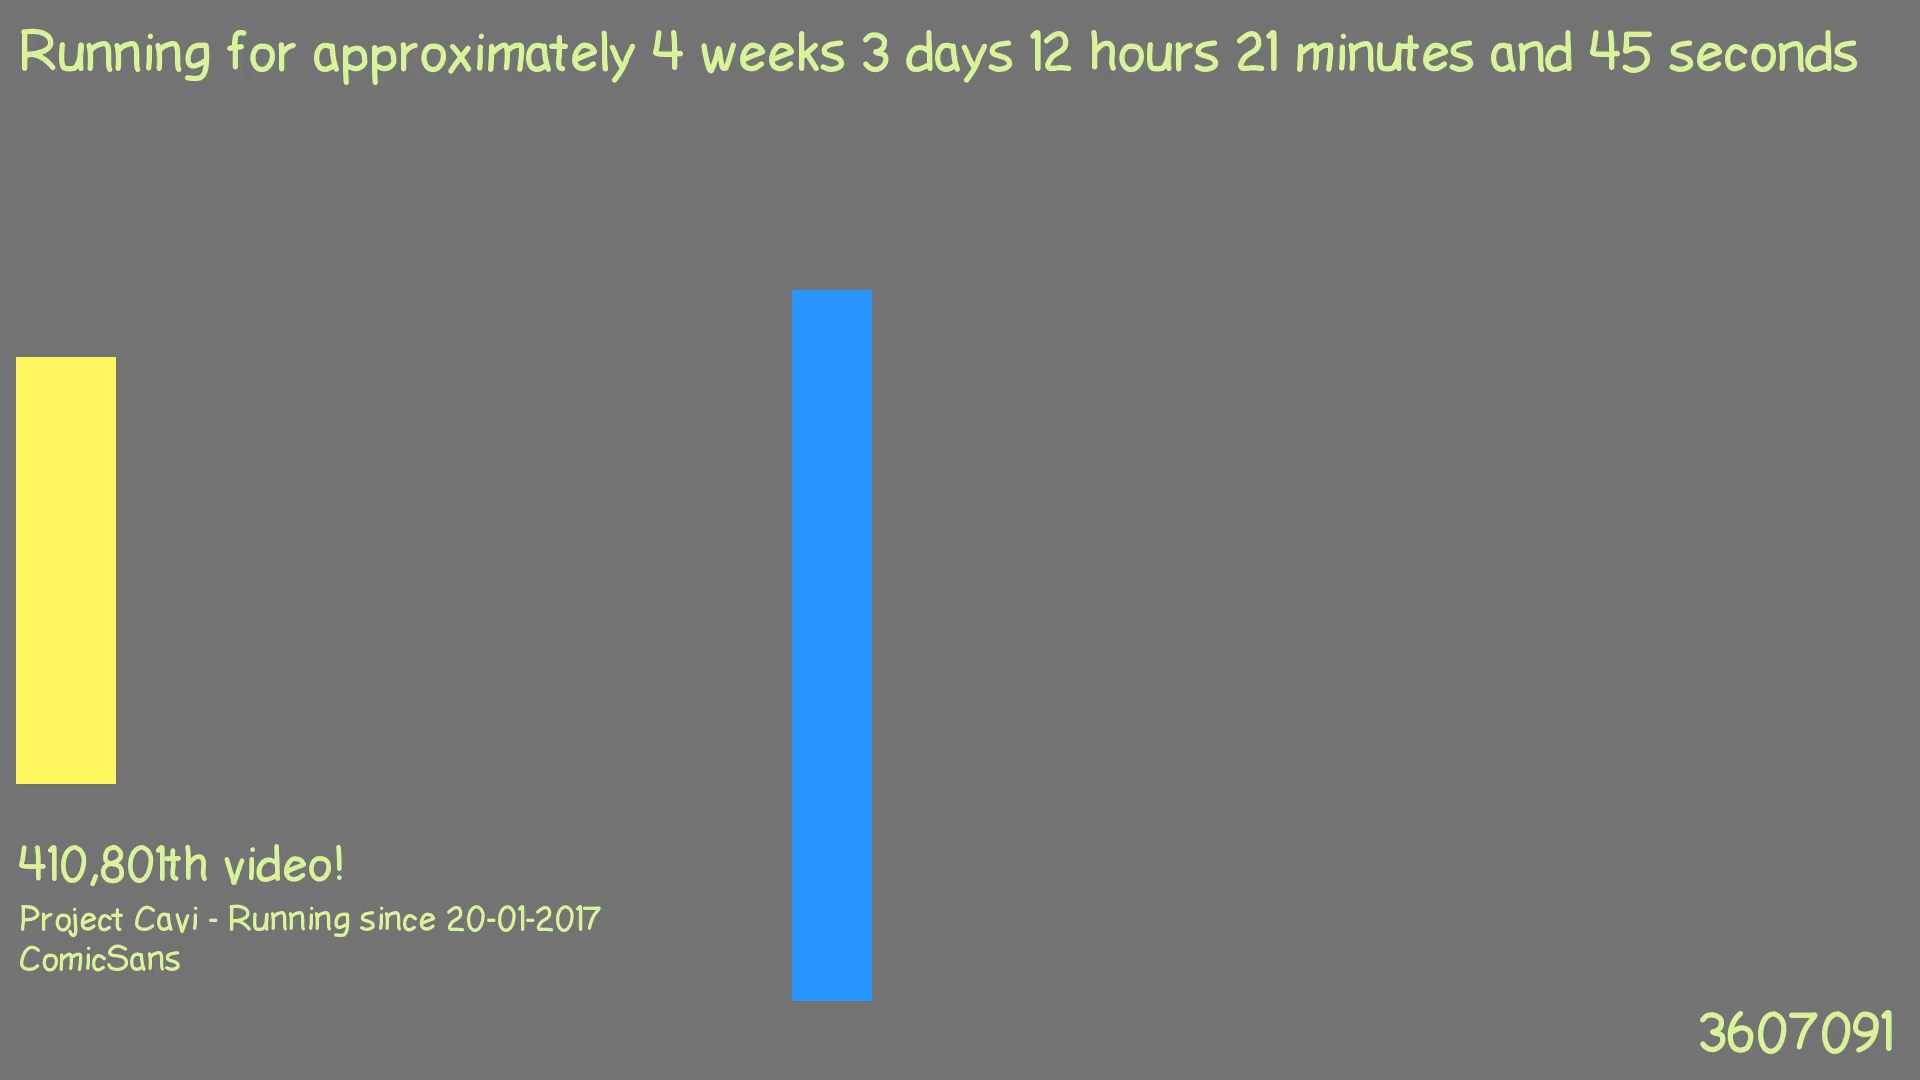 Running for approximately 4 weeks 3 days 12 hours 21 minutes and 45 seconds
410,801th video!
Project Cavi - Running since 20-01-2017
ComicSans
3607091